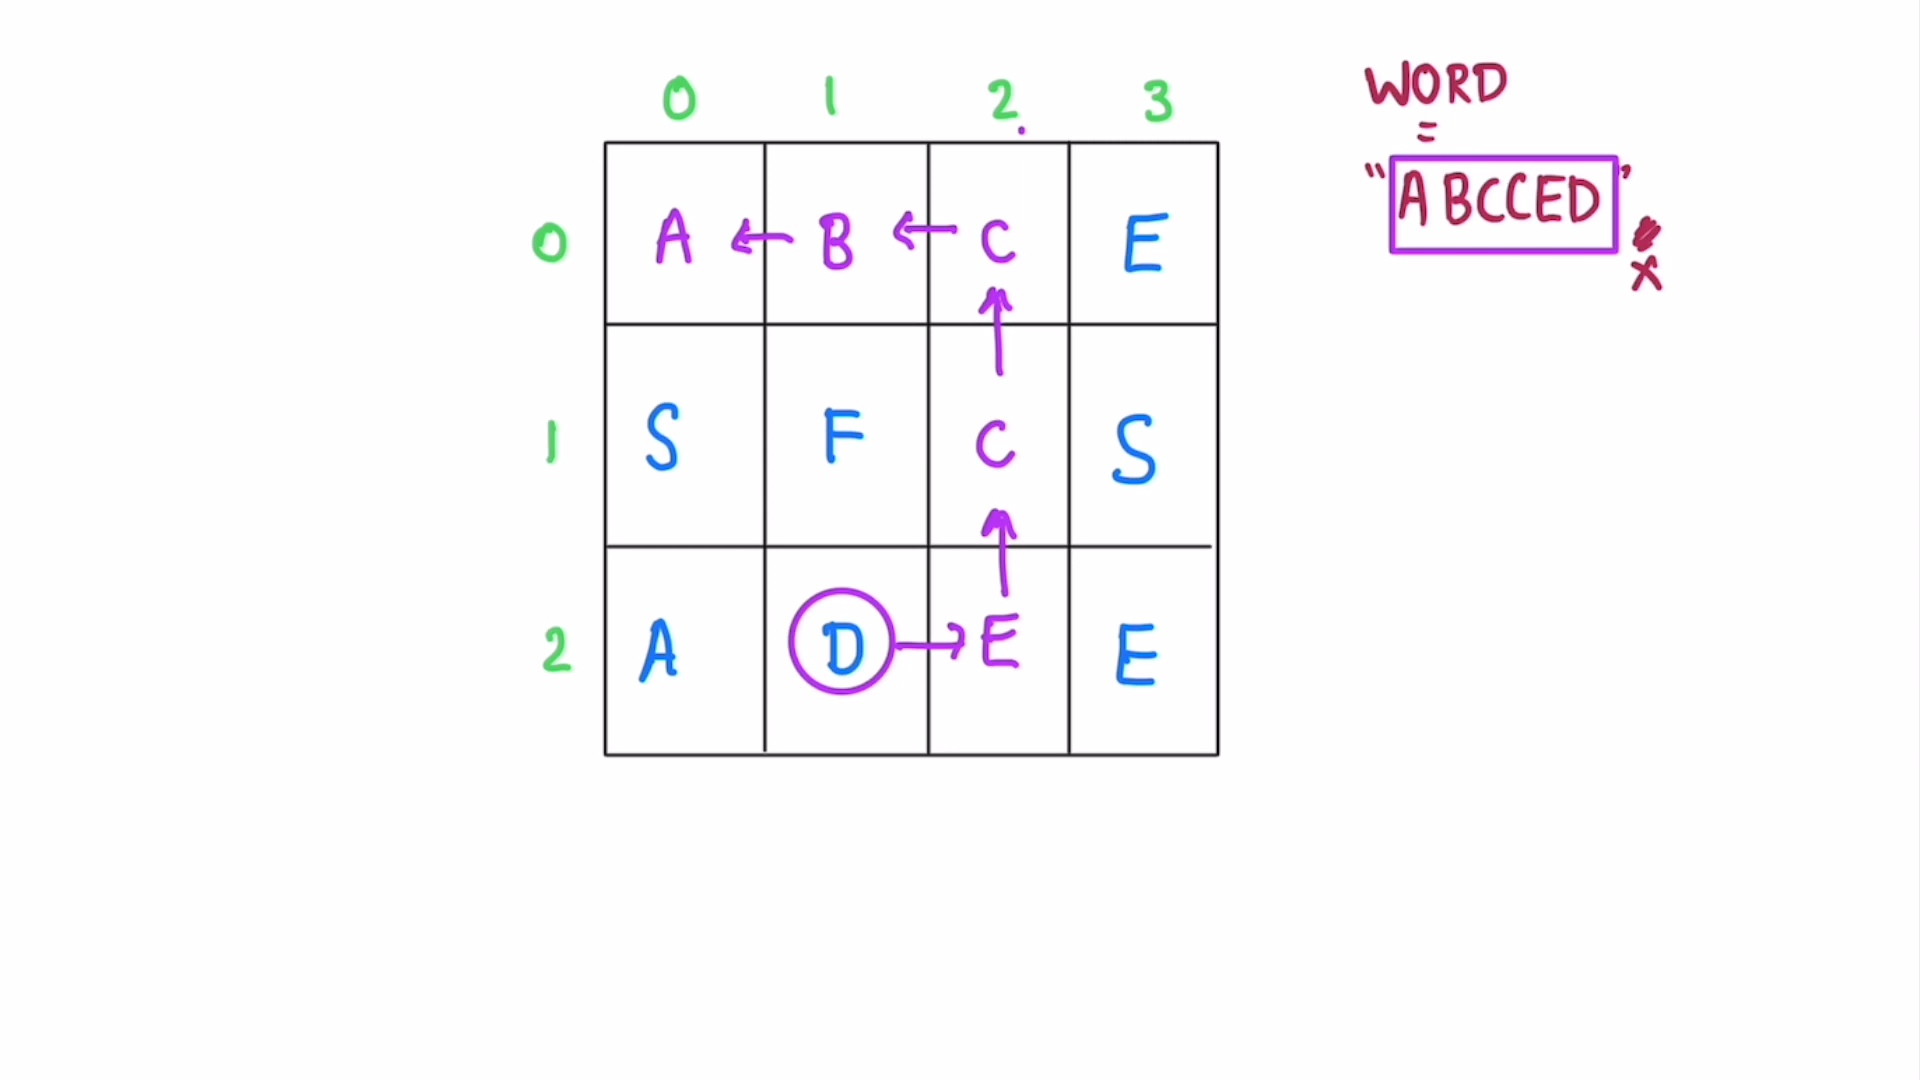 0 1 2 3
WORD
=
"ABCCED"
x
0 A ← B ← C E
1 S F C S
2 A D → E E